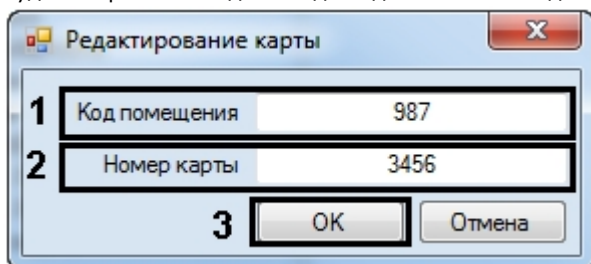 Редактирование карты
1 Код помещения 987
2 Номер карты 3456
3 OK Отмена